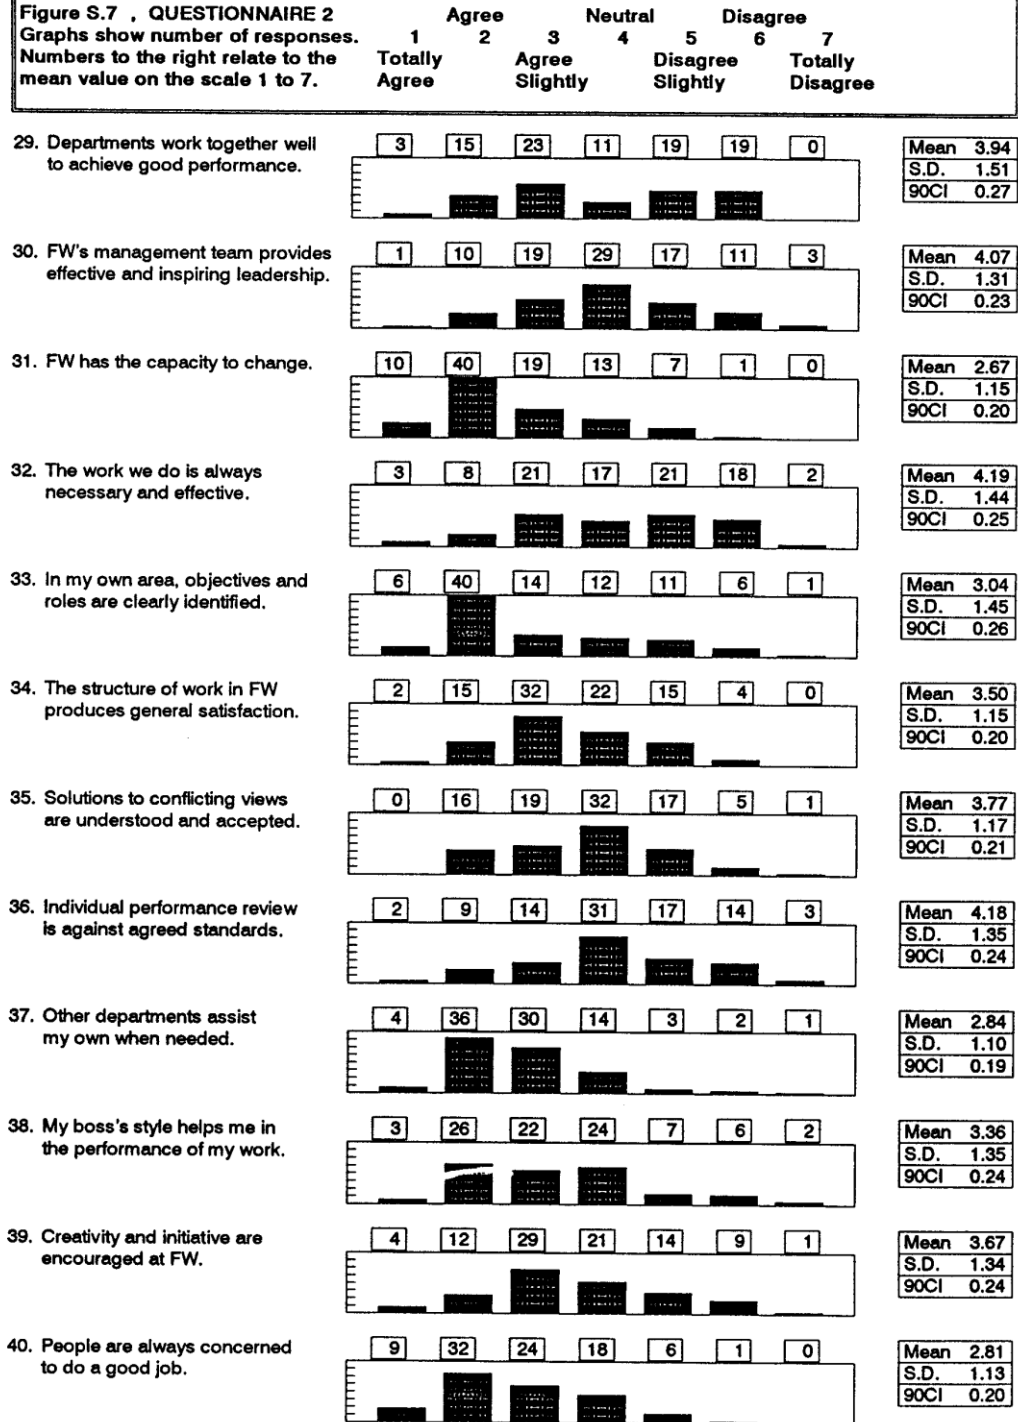 Figure S.7 , QUESTIONNAIRE 2
Graphs show number of responses.
Numbers to the right relate to the
mean value on the scale 1 to 7.
Agree Neutral Disagree
1 2 3 4 5 6 7
Totally Agree Disagree Totally
Agree Slightly Slightly Disagree
29. Departments work together well
to achieve good performance.
3 15 23 11 19 19 0
Mean 3.94
S.D. 1.51
90CI 0.27
30. FW's management team provides
effective and inspiring leadership.
1 10 19 29 17 11 3
Mean 4.07
S.D. 1.31
90CI 0.23
31. FW has the capacity to change.
10 40 19 13 7 1 0
Mean 2.67
S.D. 1.15
90CI 0.20
32. The work we do is always
necessary and effective.
3 8 21 17 21 18 2
Mean 4.19
S.D. 1.44
90CI 0.25
33. In my own area, objectives and
roles are clearly identified.
6 40 14 12 11 6 1
Mean 3.04
S.D. 1.45
90CI 0.26
34. The structure of work in FW
produces general satisfaction.
2 15 32 22 15 4 0
Mean 3.50
S.D. 1.15
90CI 0.20
35. Solutions to conflicting views
are understood and accepted.
0 16 19 32 17 5 1
Mean 3.77
S.D. 1.17
90CI 0.21
36. Individual performance review
is against agreed standards.
2 9 14 31 17 14 3
Mean 4.18
S.D. 1.35
90CI 0.24
37. Other departments assist
my own when needed.
4 36 30 14 3 2 1
Mean 2.84
S.D. 1.10
90CI 0.19
38. My boss's style helps me in
the performance of my work.
3 26 22 24 7 6 2
Mean 3.36
S.D. 1.35
90CI 0.24
39. Creativity and initiative are
encouraged at FW.
4 12 29 21 14 9 1
Mean 3.67
S.D. 1.34
90CI 0.24
40. People are always concerned
to do a good job.
9 32 24 18 6 1 0
Mean 2.81
S.D. 1.13
90CI 0.20